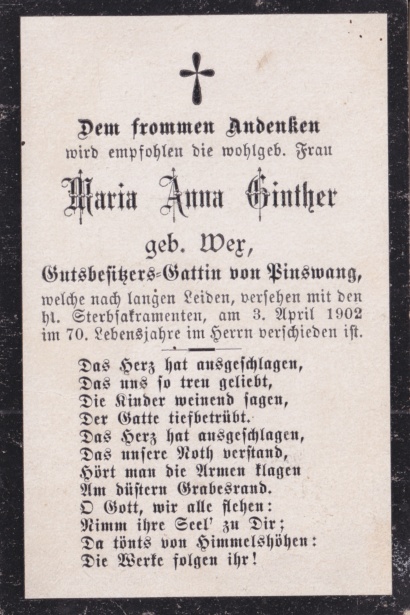 Dem frommen Andenken
wird empfohlen die wohlgeb. Frau
Maria Anna Ginther
geb. Wex,
Gutsbesitzers-Gattin von Pinswang,
welche nach langen Leiden, versehen mit den
hl. Sterbsakramenten, am 3. April 1902
im 70. Lebensjahre im Herrn verschieden ist.
Das Herz hat ausgeschlagen,
Das uns so treu geliebt,
Die Kinder weinend sagen,
Der Gatte tiefbetrübt.
Das Herz hat ausgeschlagen,
Das unsere Noth verstand,
Hört man die Armen klagen
Am düstern Grabesrand.
O Gott, wir alle flehen:
Nimm ihre Seel' zu Dir;
Da tönts von Himmelshöhen:
Die Werke folgen ihr!